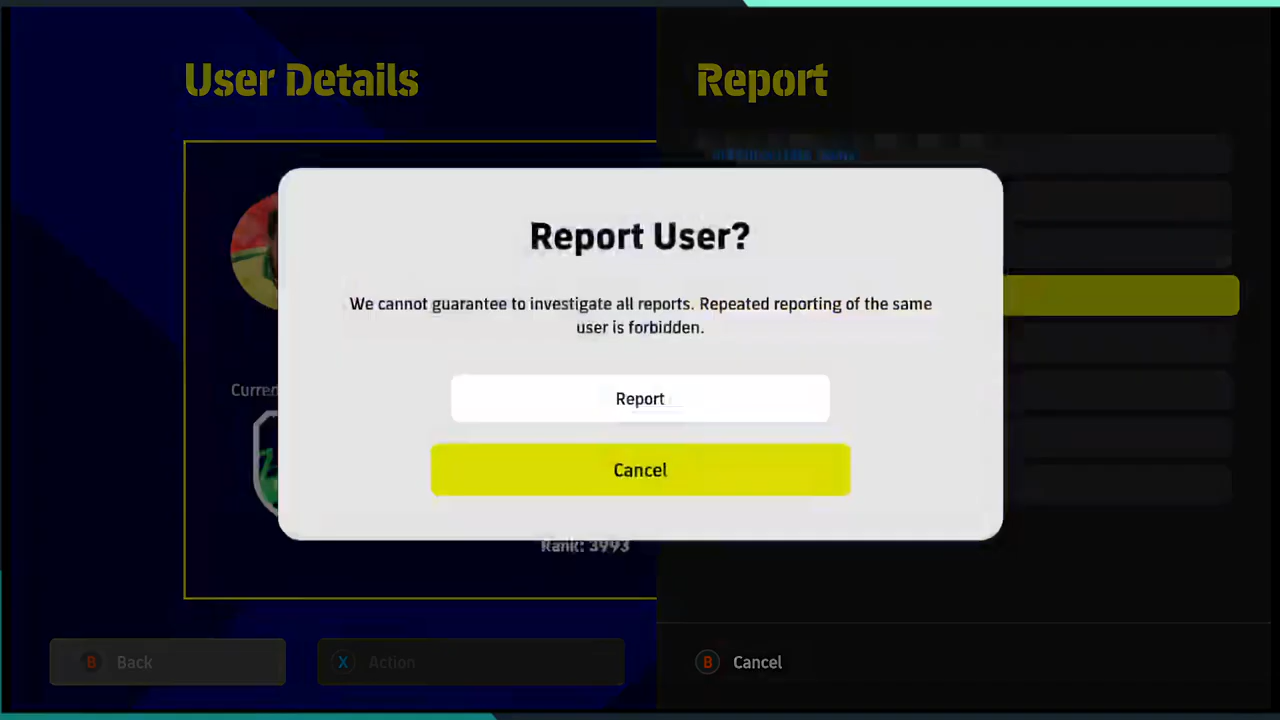 User Details
Report
Report User?
We cannot guarantee to investigate all reports. Repeated reporting of the same
user is forbidden.
Report
Cancel
Rank: 3993
B Back
X Action
B Cancel